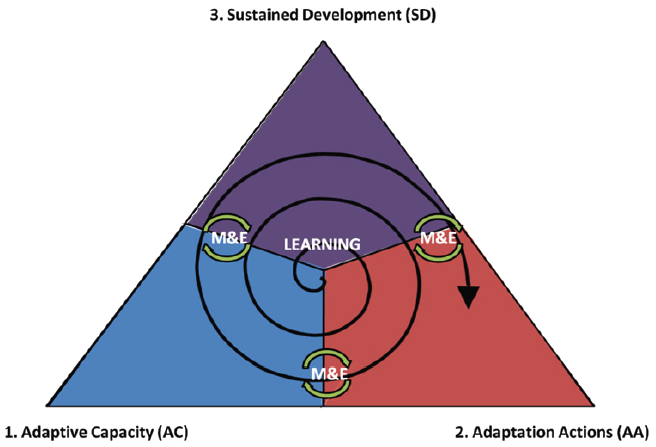 3. Sustained Development (SD)
M&E
LEARNING
M&E
M&E
1. Adaptive Capacity (AC)
2. Adaptation Actions (AA)